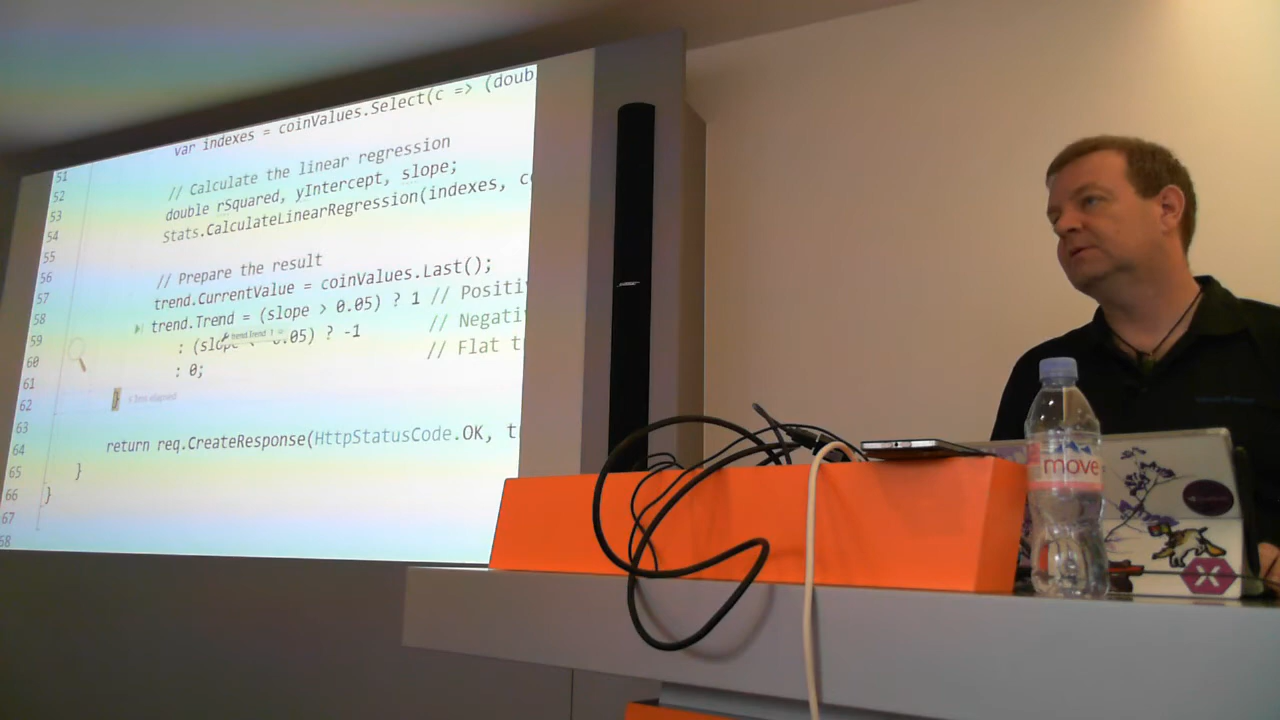 var indexes = coinValues.Select(c => (doub
51
52 // Calculate the linear regression
53 double rSquared, yIntercept, slope;
54 Stats.CalculateLinearRegression(indexes, c
55
56 // Prepare the result
57 trend.CurrentValue = coinValues.Last();
58 trend.Trend = (slope > 0.05) ? 1 // Positi
59 : (slope .05) ? -1 // Negati
60 : 0; // Flat t
61
62 }
63
64 return req.CreateResponse(HttpStatusCode.OK, t
65 }
66 }
67
68
BOSE
move